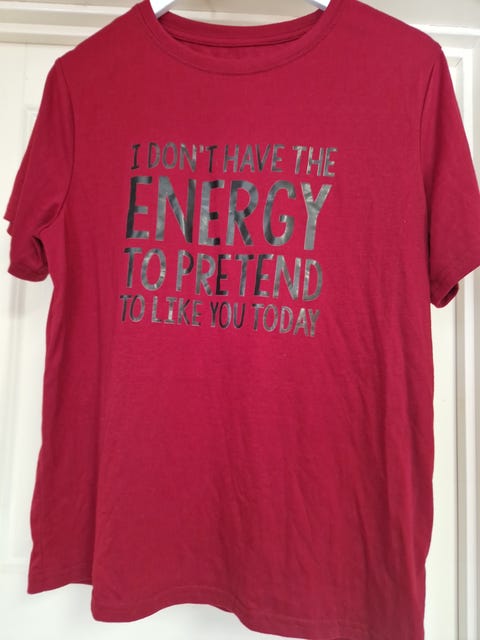 I DON'T HAVE THE
ENERGY
TO PRETEND
TO LIKE YOU TODAY